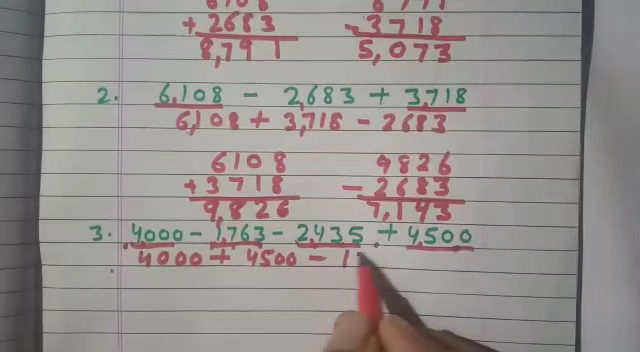 + 2683 - 3718
8,791 5,073
2. 6,108 - 2,683 + 3,718
6,108 + 3,718 - 2683
6108 9826
+ 3718 - 2683
9,826 7,143
3. 4000 - 1,763 - 2,435 + 4,500
4000 + 4500 - 1